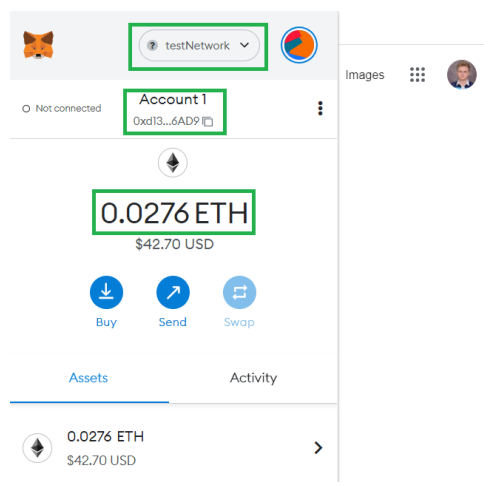 ? testNetwork
Images
Not connected
Account 1
0xd13...6AD9
0.0276 ETH
$42.70 USD
Buy Send Swap
Assets Activity
0.0276 ETH
$42.70 USD